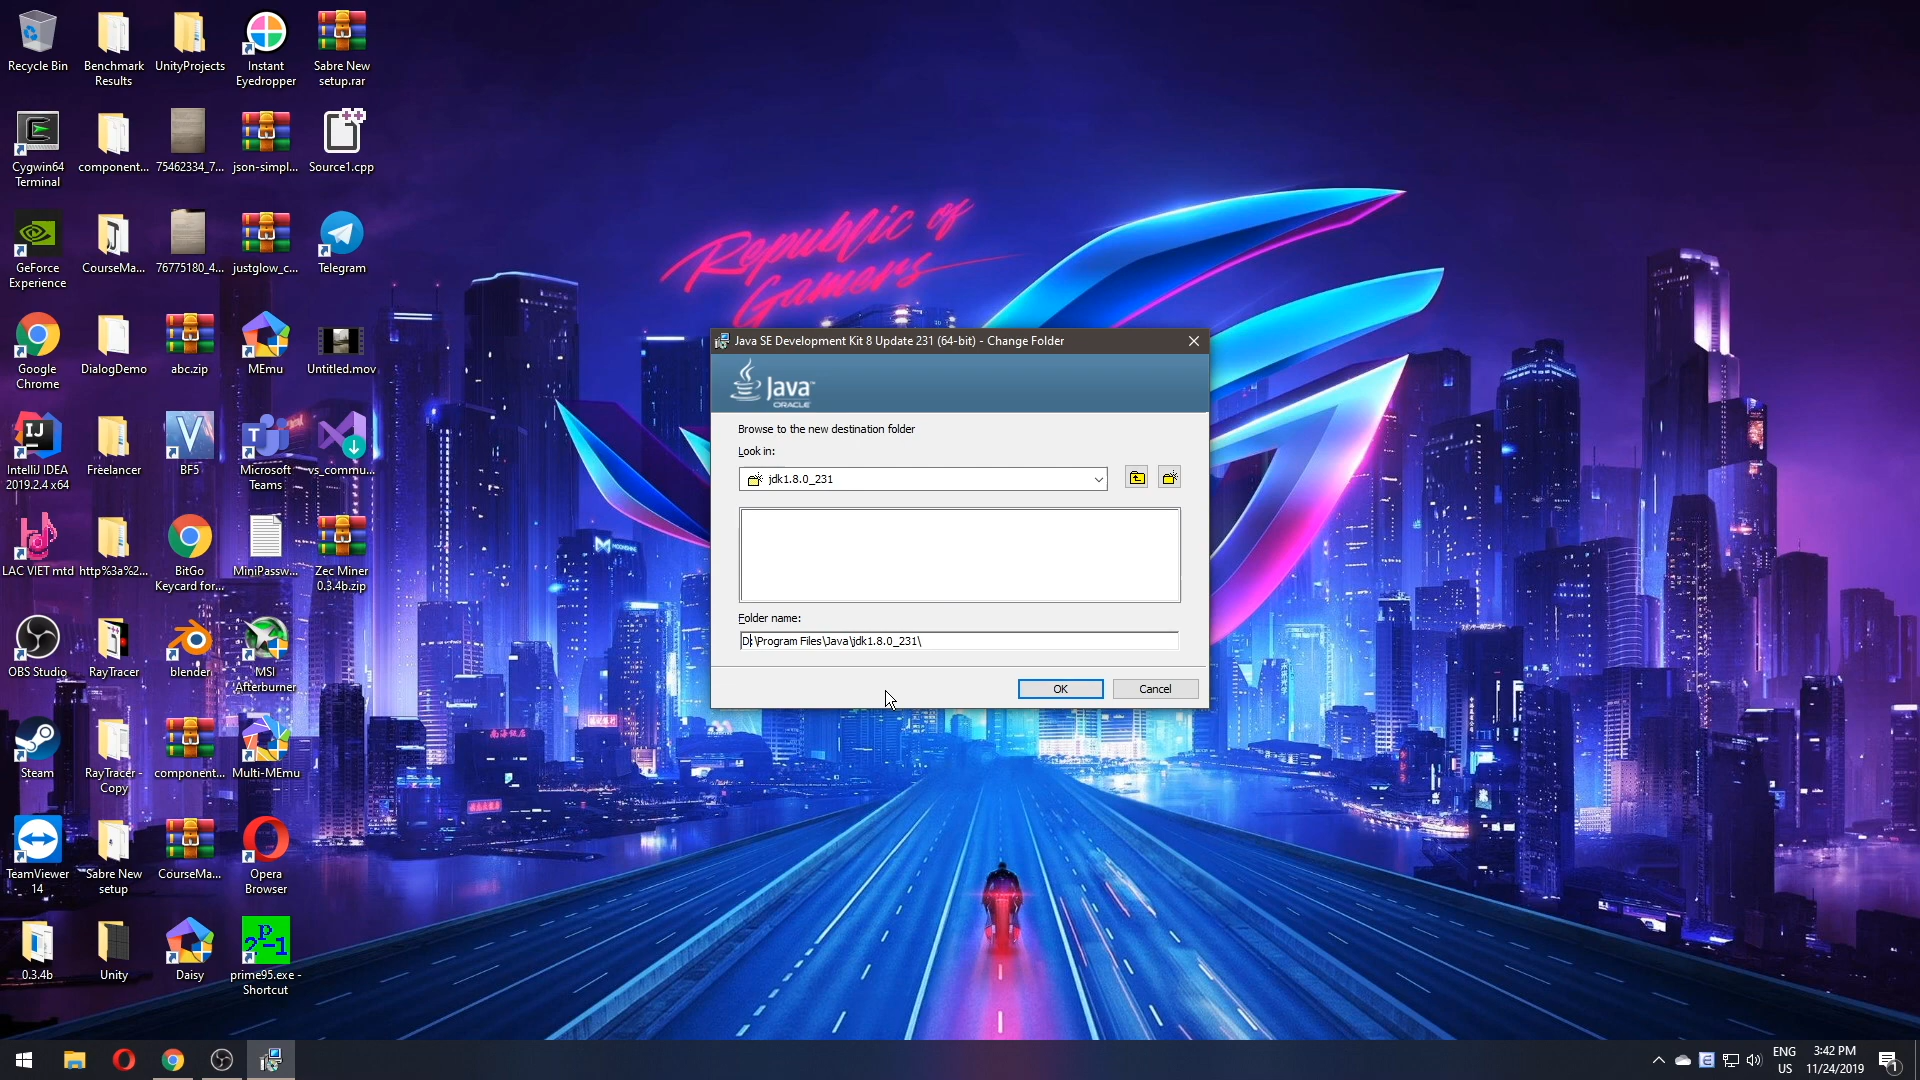 Recycle Bin
Benchmark
Results
UnityProjects
Instant
Eyedropper
Sabre New
setup.rar
Cygwin64
Terminal
component...
75462334_7...
json-simpl...
Source1.cpp
GeForce
Experience
CourseMa...
76775180_4...
justglow_c...
Telegram
Google
Chrome
DialogDemo
abc.zip
MEmu
Untitled.mov
IntelliJ IDEA
2019.2.4 x64
Freelancer
BF5
Microsoft
Teams
vs_commu...
LAC VIET mtd
http%3a%2...
BitGo
Keycard for...
MiniPassw...
Zec Miner
0.3.4b.zip
OBS Studio
RayTracer
blender
MSI
Afterburner
Steam
RayTracer -
Copy
component...
Multi-MEmu
TeamViewer
14
Sabre New
setup
CourseMa...
Opera
Browser
0.3.4b
Unity
Daisy
prime95.exe -
Shortcut
Republic of
Gamers
MOONSHINE
Java SE Development Kit 8 Update 231 (64-bit) - Change Folder
Java™
ORACLE
Browse to the new destination folder
Look in:
jdk1.8.0_231
Folder name:
D:\Program Files\Java\jdk1.8.0_231\
OK
Cancel
ENG
US
3:42 PM
11/24/2019
1